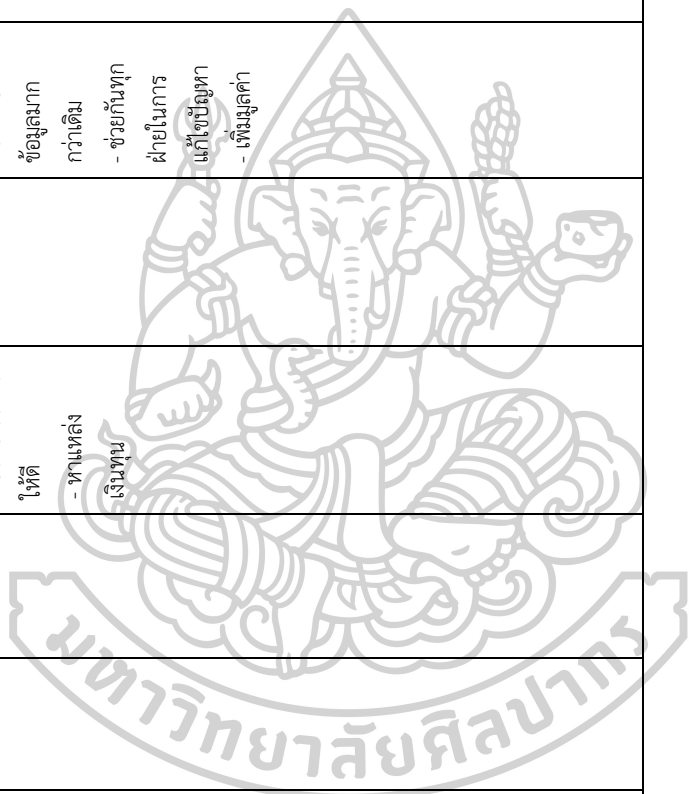 ข้อมูลมาก
กว่าเดิม
- ช่วยกันทุก
ฝ่ายในการ
แก้ไขปัญหา
- เพิ่มมูลค่า
ให้ดี
- หาแหล่ง
เงินทุน
มหาวิทยาลัยศิลปากร